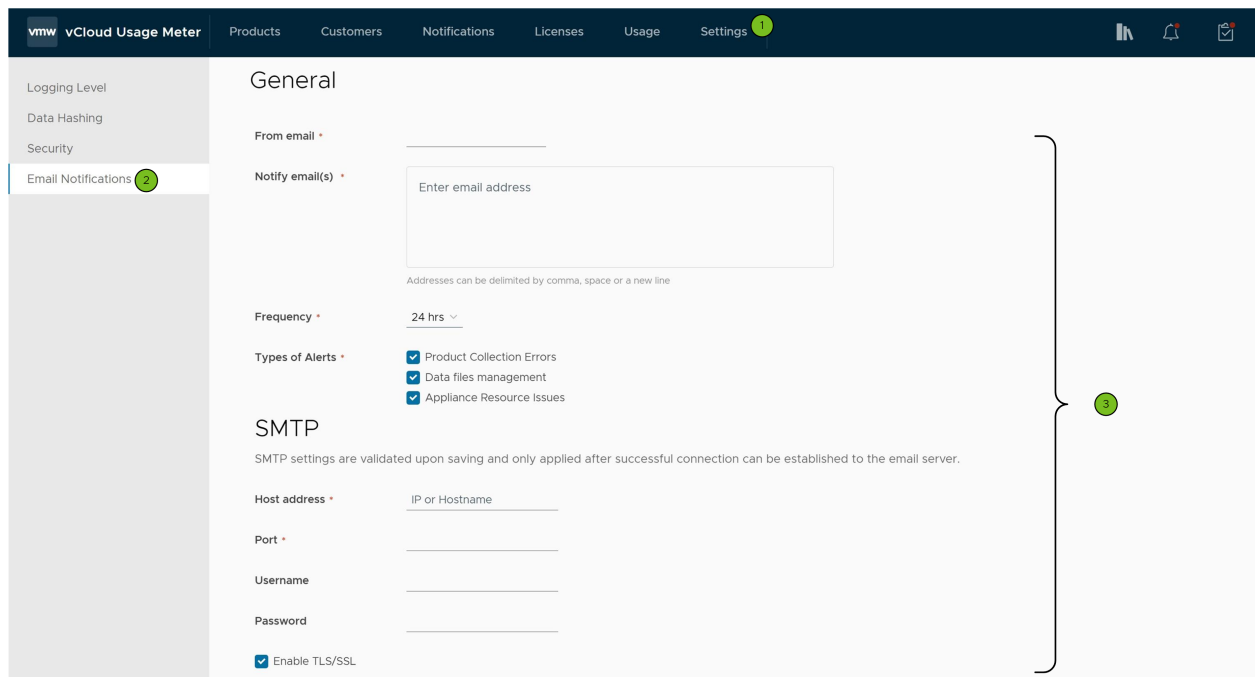 vmw vCloud Usage Meter Products Customers Notifications Licenses Usage Settings 1
Logging Level
Data Hashing
Security
Email Notifications 2
General
From email *
Notify email(s) * Enter email address
Addresses can be delimited by comma, space or a new line
Frequency * 24 hrs
Types of Alerts * Product Collection Errors
Data files management
Appliance Resource Issues
3
SMTP
SMTP settings are validated upon saving and only applied after successful connection can be established to the email server.
Host address * IP or Hostname
Port *
Username
Password
Enable TLS/SSL